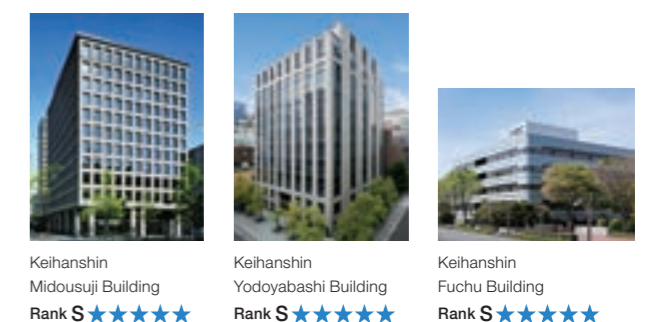 Keihanshin
Midousuji Building
Rank S ★★★★★
Keihanshin
Yodoyabashi Building
Rank S ★★★★★
Keihanshin
Fuchu Building
Rank S ★★★★★